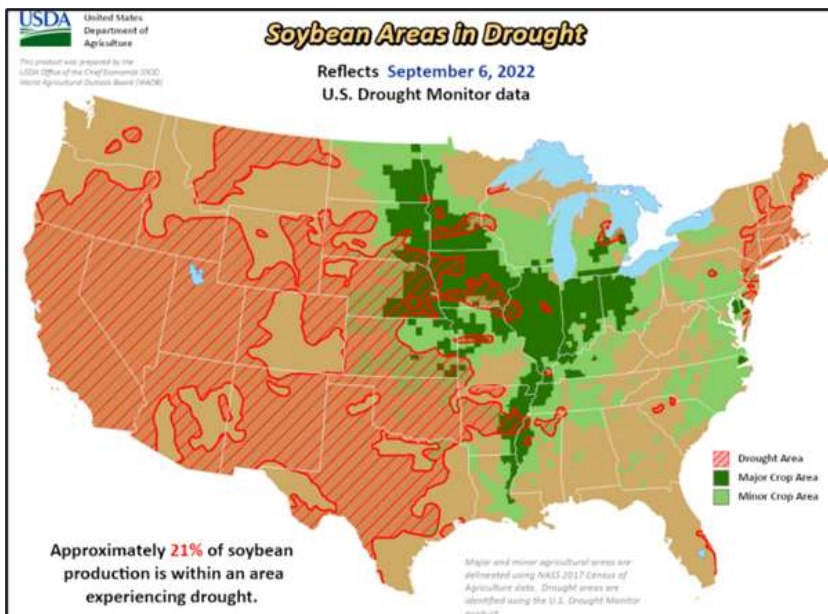 USDA
United States
Department of
Agriculture
This product was prepared by the
USDA Office of the Chief Economist (OCE)
World Agricultural Outlook Board (WAOB)
Soybean Areas in Drought
Reflects September 6, 2022
U.S. Drought Monitor data
Drought Area
Major Crop Area
Minor Crop Area
Approximately 21% of soybean
production is within an area
experiencing drought.
Major and minor agricultural areas are
delineated using NASS 2017 Census of
Agriculture data. Drought areas are
identified using the U.S. Drought Monitor